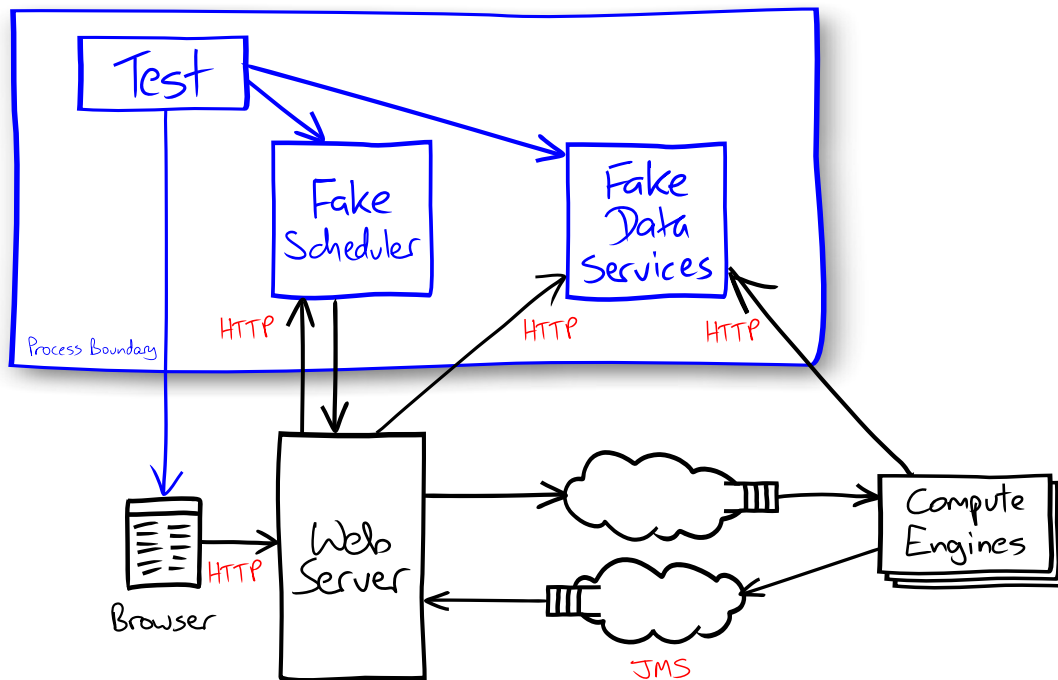 Test
Fake
Scheduler
Fake
Data
Services
HTTP
HTTP
HTTP
Process Boundary
Web
Server
Compute
Engines
HTTP
Browser
JMS